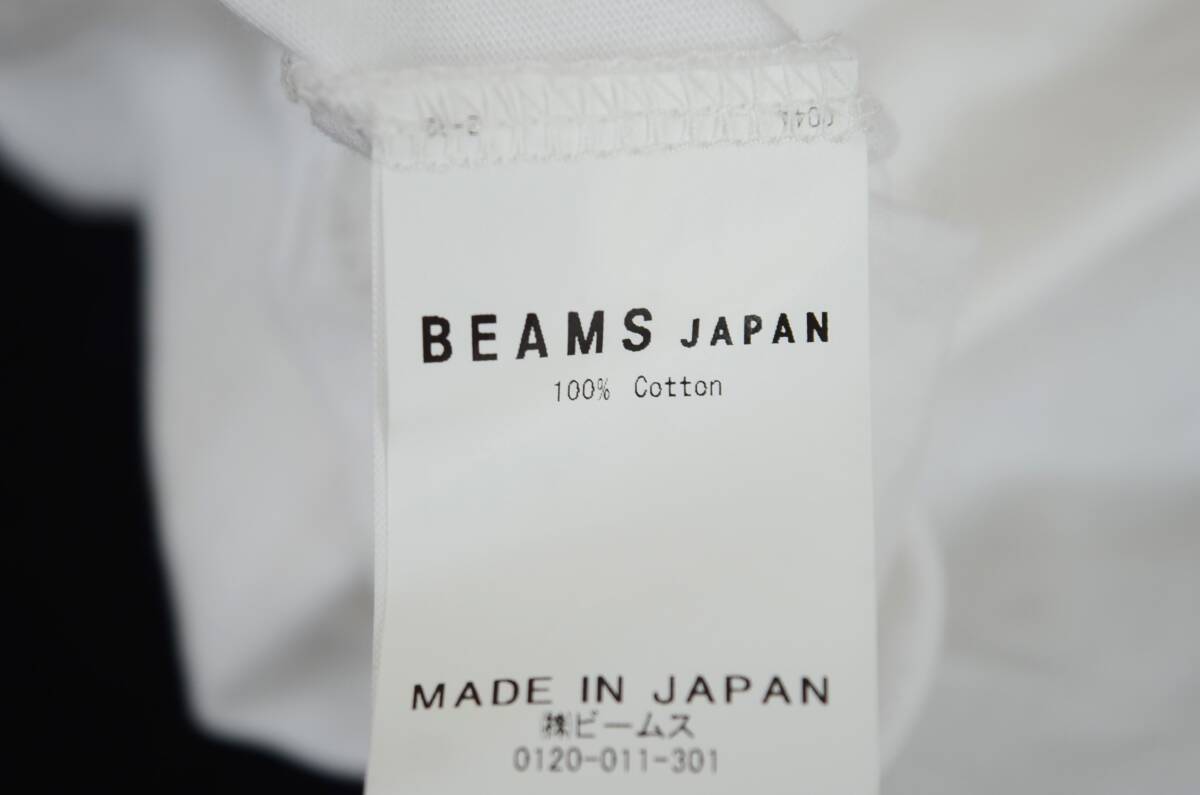 BEAMS JAPAN
100% Cotton
MADE IN JAPAN
㈱ビームス
0120-011-301